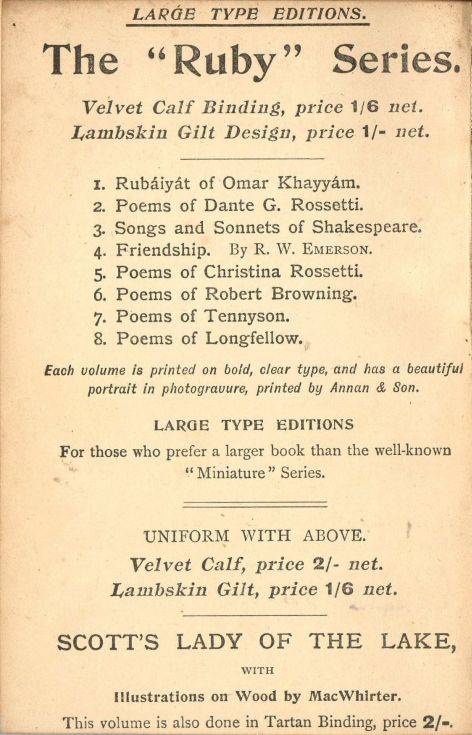 LARGE TYPE EDITIONS.
The “Ruby” Series.
Velvet Calf Binding, price 1/6 net.
Lambskin Gilt Design, price 1/- net.
1. Rubáiyát of Omar Khayyám.
2. Poems of Dante G. Rossetti.
3. Songs and Sonnets of Shakespeare.
4. Friendship. By R. W. EMERSON.
5. Poems of Christina Rossetti.
6. Poems of Robert Browning.
7. Poems of Tennyson.
8. Poems of Longfellow.
Each volume is printed on bold, clear type, and has a beautiful
portrait in photogravure, printed by Annan & Son.
LARGE TYPE EDITIONS
For those who prefer a larger book than the well-known
“Miniature” Series.
UNIFORM WITH ABOVE.
Velvet Calf, price 2/- net.
Lambskin Gilt, price 1/6 net.
SCOTT'S LADY OF THE LAKE,
WITH
Illustrations on Wood by MacWhirter.
This volume is also done in Tartan Binding, price 2/-.